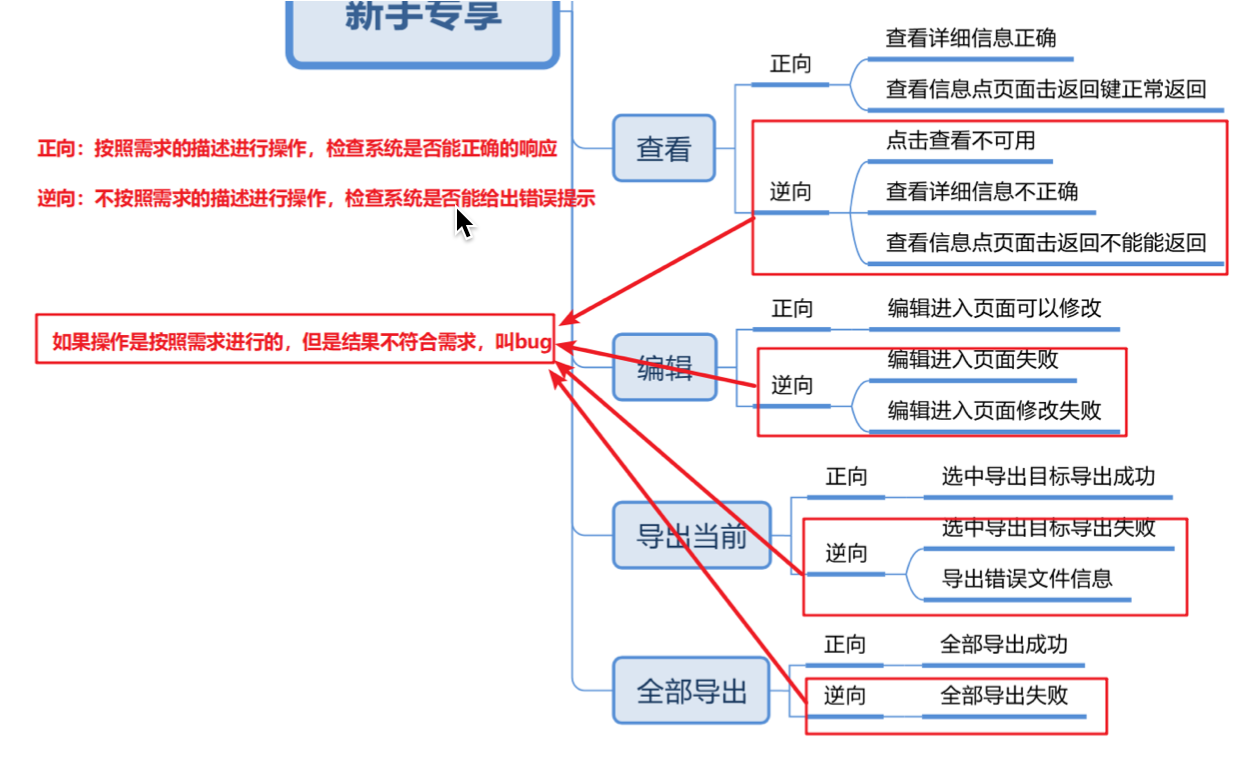 新手专享
正向：按照需求的描述进行操作，检查系统是否能正确的响应
逆向：不按照需求的描述进行操作，检查系统是否能给出错误提示
如果操作是按照需求进行的，但是结果不符合需求，叫bug
查看
正向
查看详细信息正确
查看信息点页面击返回键正常返回
逆向
点击查看不可用
查看详细信息不正确
查看信息点页面击返回不能能返回
编辑
正向
编辑进入页面可以修改
逆向
编辑进入页面失败
编辑进入页面修改失败
导出当前
正向
选中导出目标导出成功
逆向
选中导出目标导出失败
导出错误文件信息
全部导出
正向
全部导出成功
逆向
全部导出失败